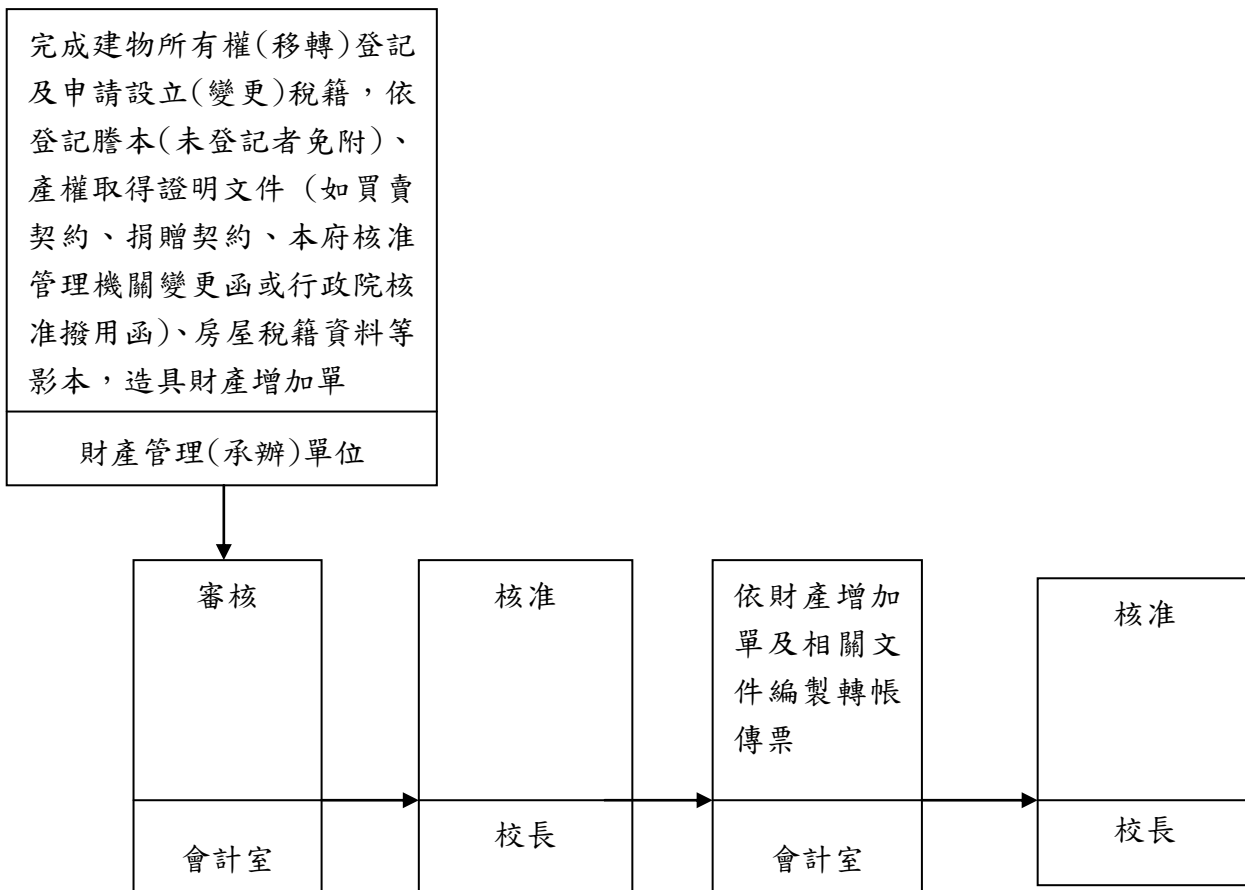 完成建物所有權(移轉)登記
及申請設立(變更)稅籍，依
登記謄本(未登記者免附)、
產權取得證明文件（如買賣
契約、捐贈契約、本府核准
管理機關變更函或行政院核
准撥用函)、房屋稅籍資料等
影本，造具財產增加單
財產管理(承辦)單位
審核
會計室
核准
校長
依財產增加
單及相關文
件編製轉帳
傳票
會計室
核准
校長